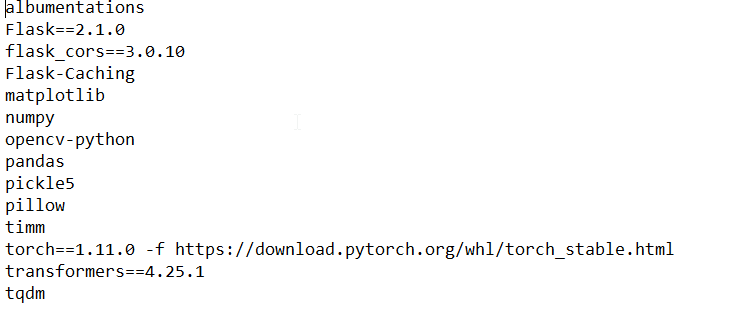 albumentations
Flask==2.1.0
flask_cors==3.0.10
Flask-Caching
matplotlib
numpy
opencv-python
pandas
pickle5
pillow
timm
torch==1.11.0 -f https://download.pytorch.org/whl/torch_stable.html
transformers==4.25.1
tqdm